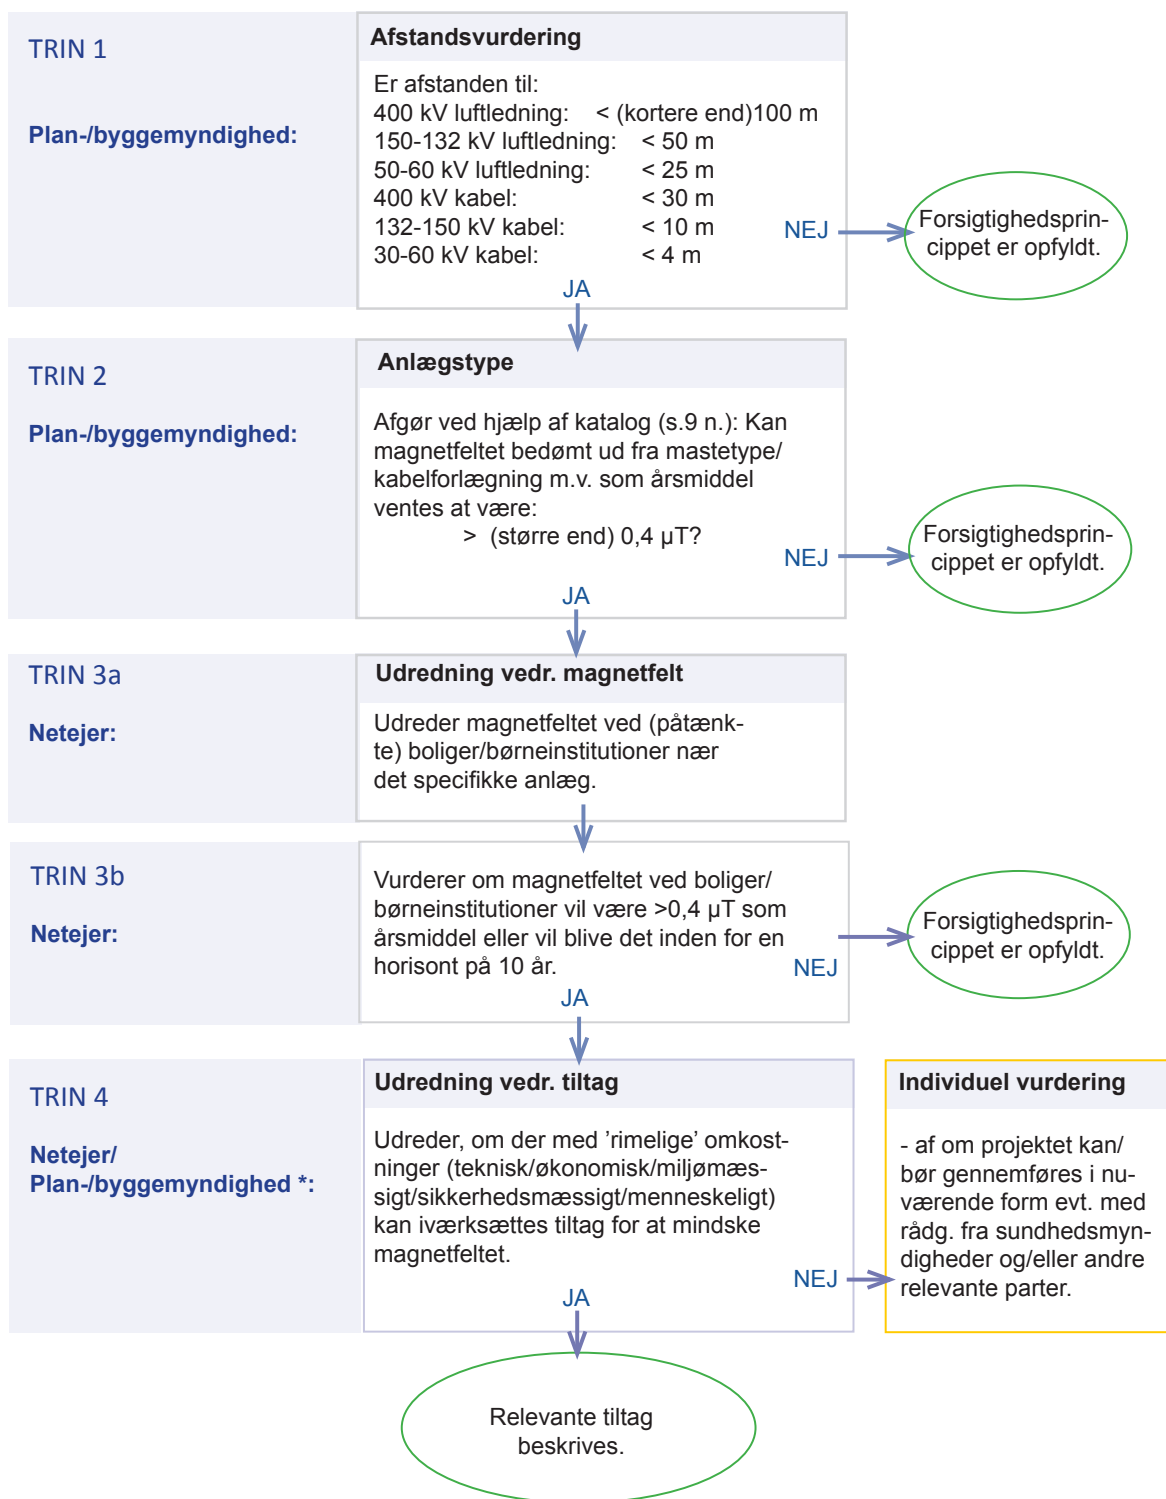 TRIN 1
Plan-/byggemyndighed:
Afstandsvurdering
Er afstanden til:
400 kV luftledning: < (kortere end)100 m
150-132 kV luftledning: < 50 m
50-60 kV luftledning: < 25 m
400 kV kabel: < 30 m
132-150 kV kabel: < 10 m
30-60 kV kabel: < 4 m
NEJ
Forsigtighedsprin-
cippet er opfyldt.
JA
TRIN 2
Plan-/byggemyndighed:
Anlægstype
Afgør ved hjælp af katalog (s.9 n.): Kan
magnetfeltet bedømt ud fra mastetype/
kabelforlægning m.v. som årsmiddel
ventes at være:
> (større end) 0,4 µT?
NEJ
Forsigtighedsprin-
cippet er opfyldt.
JA
TRIN 3a
Netejer:
Udredning vedr. magnetfelt
Udreder magnetfeltet ved (påtænk-
te) boliger/børneinstitutioner nær
det specifikke anlæg.
TRIN 3b
Netejer:
Vurderer om magnetfeltet ved boliger/
børneinstitutioner vil være >0,4 µT som
årsmiddel eller vil blive det inden for en
horisont på 10 år.
NEJ
Forsigtighedsprin-
cippet er opfyldt.
JA
TRIN 4
Netejer/
Plan-/byggemyndighed *:
Udredning vedr. tiltag
Udreder, om der med ’rimelige’ omkost-
ninger (teknisk/økonomisk/miljømæs-
sigt/sikkerhedsmæssigt/menneskeligt)
kan iværksættes tiltag for at mindske
magnetfeltet.
NEJ
JA
Individuel vurdering
- af om projektet kan/
bør gennemføres i nu-
værende form evt. med
rådg. fra sundhedsmyn-
digheder og/eller andre
relevante parter.
Relevante tiltag
beskrives.